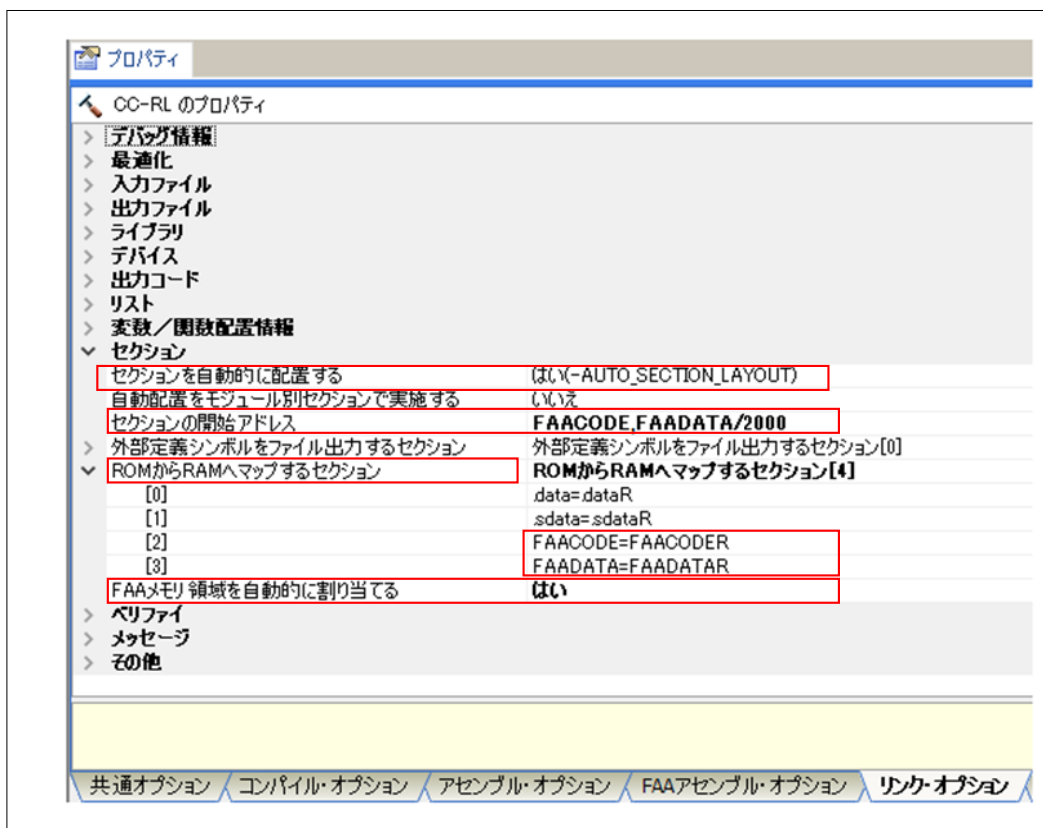 プロパティ
CC-RL のプロパティ
デバッグ情報
最適化
入力ファイル
出力ファイル
ライブラリ
デバイス
出力コード
リスト
変数/関数配置情報
セクション
セクションを自動的に配置する はい(-AUTO_SECTION_LAYOUT)
自動配置をモジュール別セクションで実施する いいえ
セクションの開始アドレス FAACODE,FAADATA/2000
外部定義シンボルをファイル出力するセクション 外部定義シンボルをファイル出力するセクション[0]
ROMからRAMへマップするセクション ROMからRAMへマップするセクション[4]
[0] .data=.dataR
[1] .sdata=.sdataR
[2] FAACODE=FAACODER
[3] FAADATA=FAADATAR
FAAメモリ領域を自動的に割り当てる はい
ベリファイ
メッセージ
その他
共通オプション コンパイル・オプション アセンブル・オプション FAAアセンブル・オプション リンク・オプション